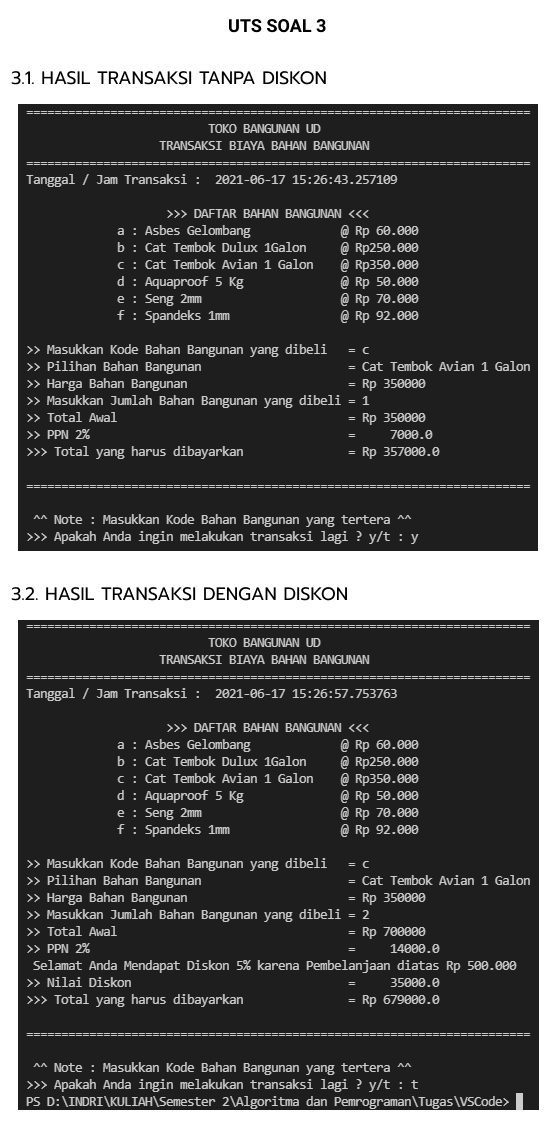 UTS SOAL 3
3.1. HASIL TRANSAKSI TANPA DISKON
========================================================================
TOKO BANGUNAN UD
TRANSAKSI BIAYA BAHAN BANGUNAN
========================================================================
Tanggal / Jam Transaksi :  2021-06-17 15:26:43.257109
>>> DAFTAR BAHAN BANGUNAN <<<
a : Asbes Gelombang             @ Rp 60.000
b : Cat Tembok Dulux 1Galon     @ Rp250.000
c : Cat Tembok Avian 1 Galon    @ Rp350.000
d : Aquaproof 5 Kg              @ Rp 50.000
e : Seng 2mm                    @ Rp 70.000
f : Spandeks 1mm                @ Rp 92.000
>> Masukkan Kode Bahan Bangunan yang dibeli   = c
>> Pilihan Bahan Bangunan                     = Cat Tembok Avian 1 Galon
>> Harga Bahan Bangunan                       = Rp 350000
>> Masukkan Jumlah Bahan Bangunan yang dibeli = 1
>> Total Awal                                 = Rp 350000
>> PPN 2%                                     =     7000.0
>>> Total yang harus dibayarkan               = Rp 357000.0
========================================================================
^^ Note : Masukkan Kode Bahan Bangunan yang tertera ^^
>>> Apakah Anda ingin melakukan transaksi lagi ? y/t : y
3.2. HASIL TRANSAKSI DENGAN DISKON
========================================================================
TOKO BANGUNAN UD
TRANSAKSI BIAYA BAHAN BANGUNAN
========================================================================
Tanggal / Jam Transaksi :  2021-06-17 15:26:57.753763
>>> DAFTAR BAHAN BANGUNAN <<<
a : Asbes Gelombang             @ Rp 60.000
b : Cat Tembok Dulux 1Galon     @ Rp250.000
c : Cat Tembok Avian 1 Galon    @ Rp350.000
d : Aquaproof 5 Kg              @ Rp 50.000
e : Seng 2mm                    @ Rp 70.000
f : Spandeks 1mm                @ Rp 92.000
>> Masukkan Kode Bahan Bangunan yang dibeli   = c
>> Pilihan Bahan Bangunan                     = Cat Tembok Avian 1 Galon
>> Harga Bahan Bangunan                       = Rp 350000
>> Masukkan Jumlah Bahan Bangunan yang dibeli = 2
>> Total Awal                                 = Rp 700000
>> PPN 2%                                     =     14000.0
Selamat Anda Mendapat Diskon 5% karena Pembelanjaan diatas Rp 500.000
>> Nilai Diskon                               =     35000.0
>>> Total yang harus dibayarkan               = Rp 679000.0
========================================================================
^^ Note : Masukkan Kode Bahan Bangunan yang tertera ^^
>>> Apakah Anda ingin melakukan transaksi lagi ? y/t : t
PS D:\INDRI\KULIAH\Semester 2\Algoritma dan Pemrograman\Tugas\VSCode>